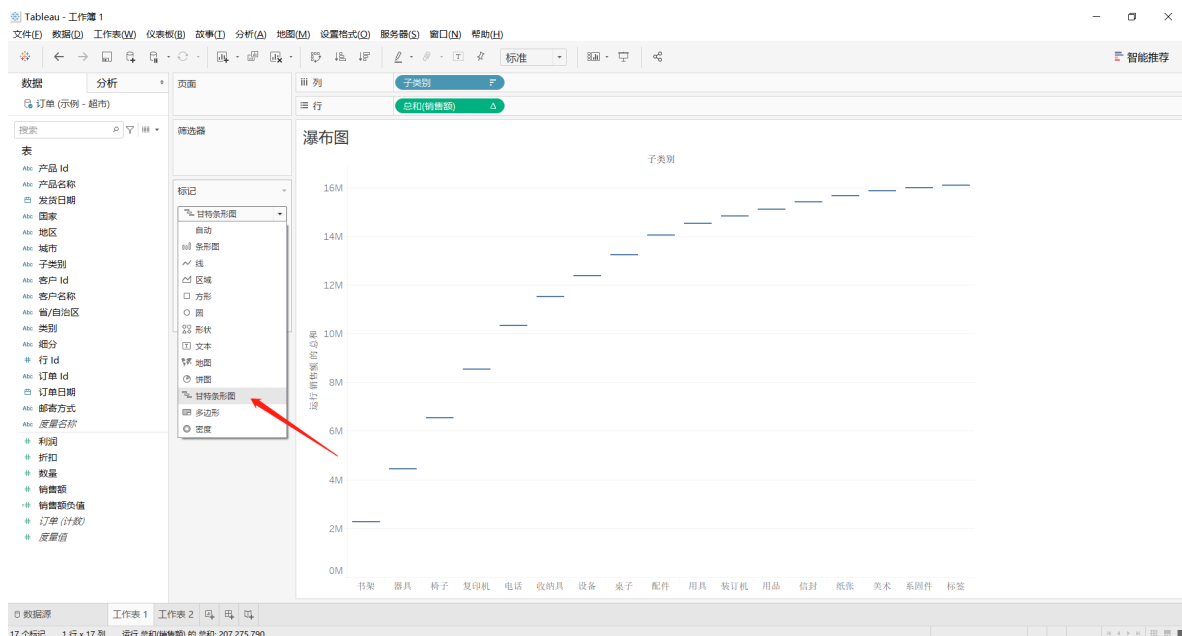 Tableau - 工作簿 1
文件(F) 数据(D) 工作表(W) 仪表板(B) 故事(T) 分析(A) 地图(M) 设置格式(O) 服务器(S) 窗口(N) 帮助(H)
标准 智能推荐
数据 分析
订单 (示例 - 超市)
搜索
表
Abc 产品 Id
Abc 产品名称
发货日期
Abc 国家
Abc 地区
Abc 城市
Abc 子类别
Abc 客户 Id
Abc 客户名称
Abc 省/自治区
Abc 类别
Abc 细分
# 行 Id
Abc 订单 Id
订单日期
Abc 邮寄方式
Abc 度量名称
# 利润
# 折扣
# 数量
# 销售额
# 销售额负值
# 订单 (计数)
# 度量值
页面
筛选器
标记
甘特条形图
自动
条形图
线
区域
方形
圆
形状
文本
地图
饼图
甘特条形图
多边形
密度
列 子类别
行 总和(销售额) Δ
瀑布图
子类别
运行 销售额 的 总和
16M
14M
12M
10M
8M
6M
4M
2M
0M
书架 器具 椅子 复印机 电话 收纳具 设备 桌子 配件 用具 装订机 用品 信封 纸张 美术 系固件 标签
数据源 工作表 1 工作表 2
17 个标记 1 行 x 17 列 运行 总和(销售额) 的 总和: 207,275,790